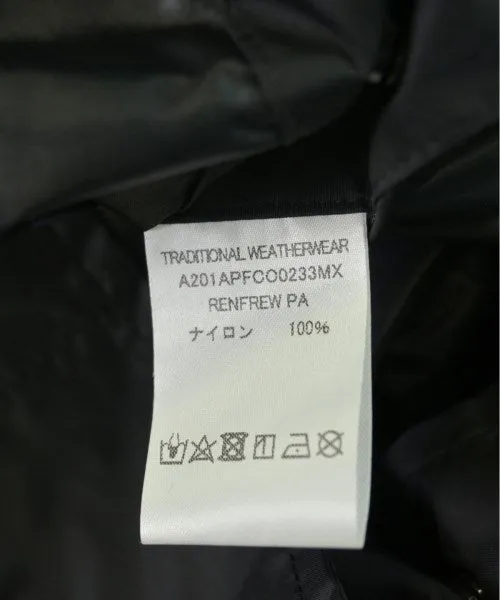 TRADITIONAL WEATHERWEAR
A201APFCO0233MX
RENFREW PA
ナイロン 100%